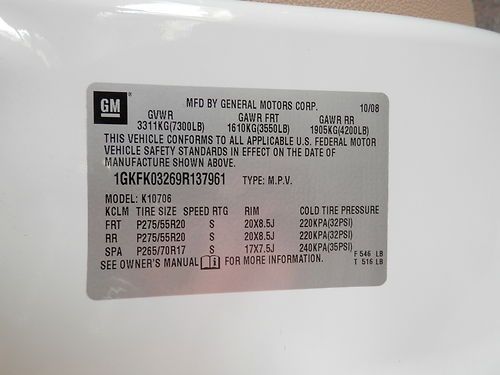 GM
MFD BY GENERAL MOTORS CORP. 10/08
GVWR GAWR FRT GAWR RR
3311KG(7300LB) 1610KG(3550LB) 1905KG(4200LB)
THIS VEHICLE CONFORMS TO ALL APPLICABLE U.S. FEDERAL MOTOR
VEHICLE SAFETY STANDARDS IN EFFECT ON THE DATE OF
MANUFACTURE SHOWN ABOVE.
1GKFK03269R137961 TYPE: M.P.V.
MODEL: K10706
KCLM TIRE SIZE SPEED RTG RIM COLD TIRE PRESSURE
FRT P275/55R20 S 20X8.5J 220KPA(32PSI)
RR P275/55R20 S 20X8.5J 220KPA(32PSI)
SPA P265/70R17 S 17X7.5J 240KPA(35PSI)
F 546 LB
SEE OWNER'S MANUAL FOR MORE INFORMATION. T 516 LB